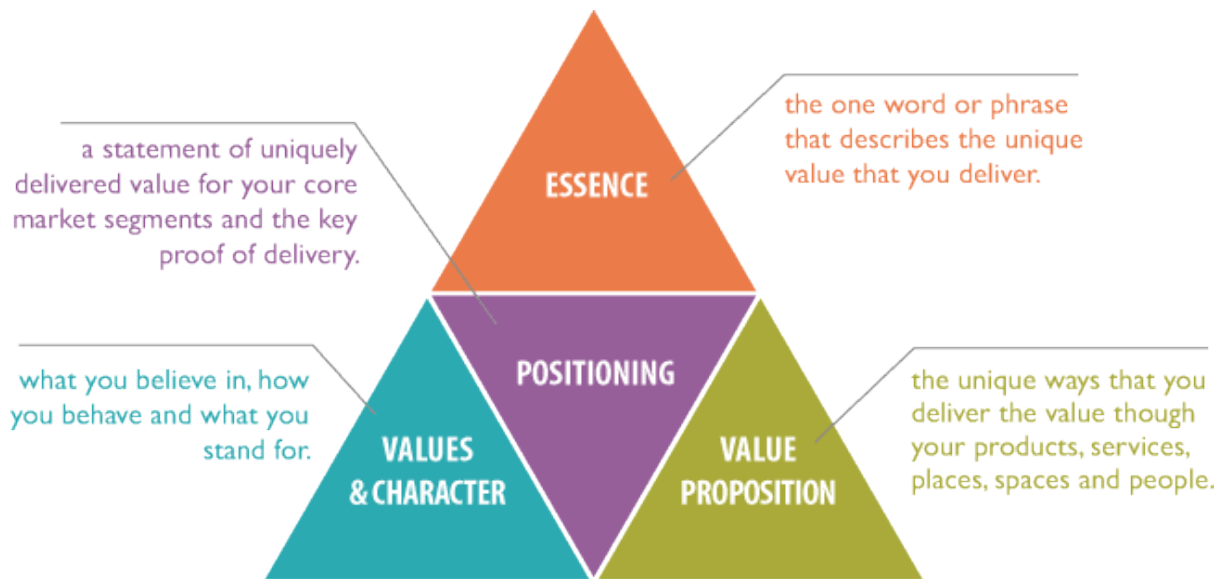 the one word or phrase
that describes the unique
value that you deliver.
a statement of uniquely
delivered value for your core
market segments and the key
proof of delivery.
ESSENCE
POSITIONING
what you believe in, how
you behave and what you
stand for.
VALUES
& CHARACTER
VALUE
PROPOSITION
the unique ways that you
deliver the value though
your products, services,
places, spaces and people.